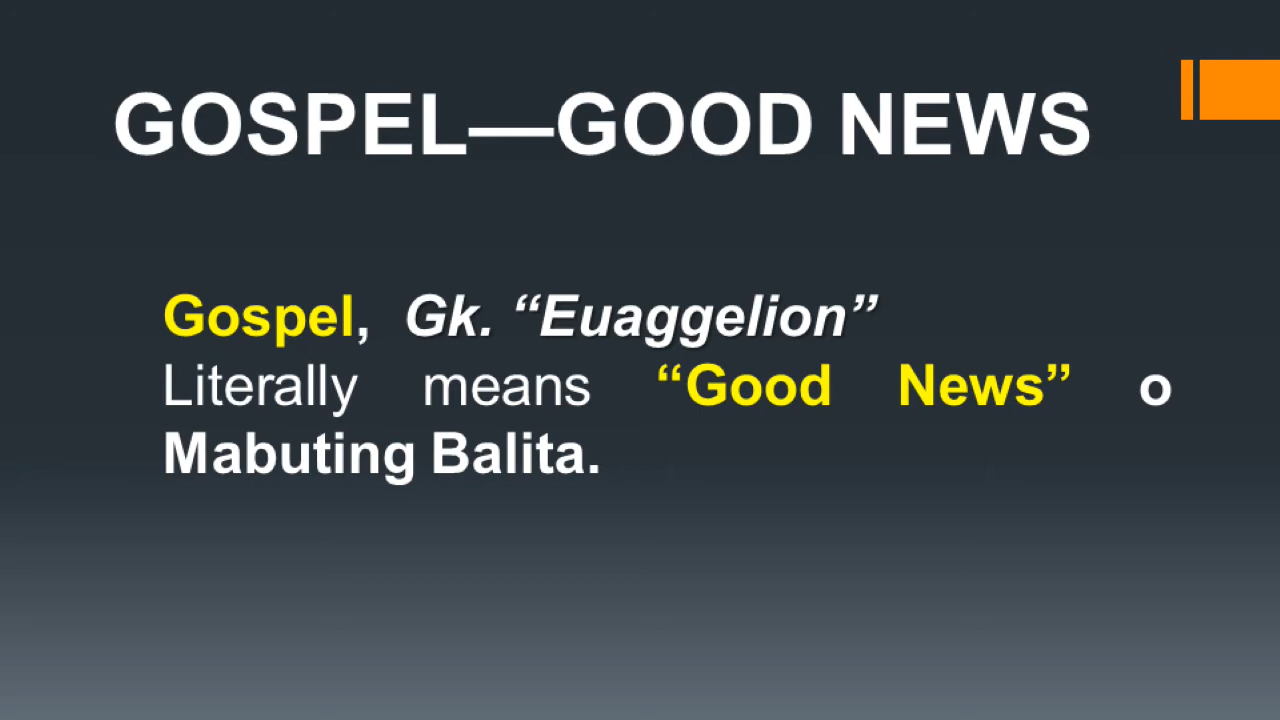 GOSPEL—GOOD NEWS
Gospel, Gk. “Euaggelion”
Literally means “Good News” o
Mabuting Balita.